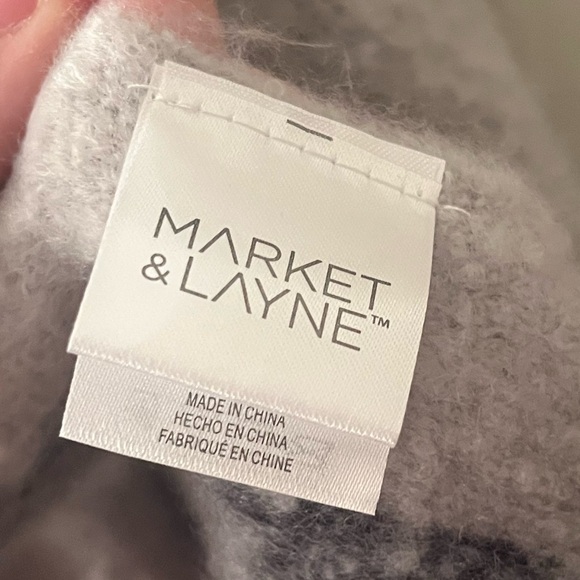 MARKET
& LAYNE™
MADE IN CHINA
HECHO EN CHINA
FABRIQUÉ EN CHINE